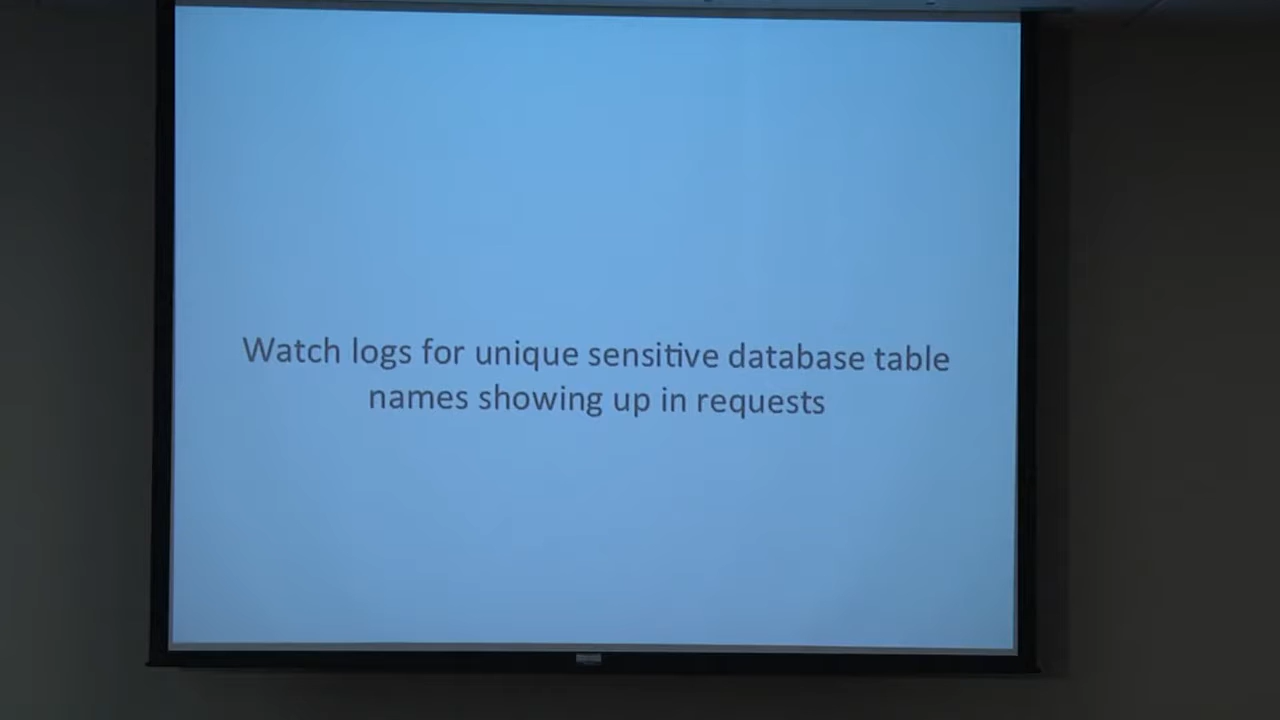 Watch logs for unique sensitive database table
names showing up in requests